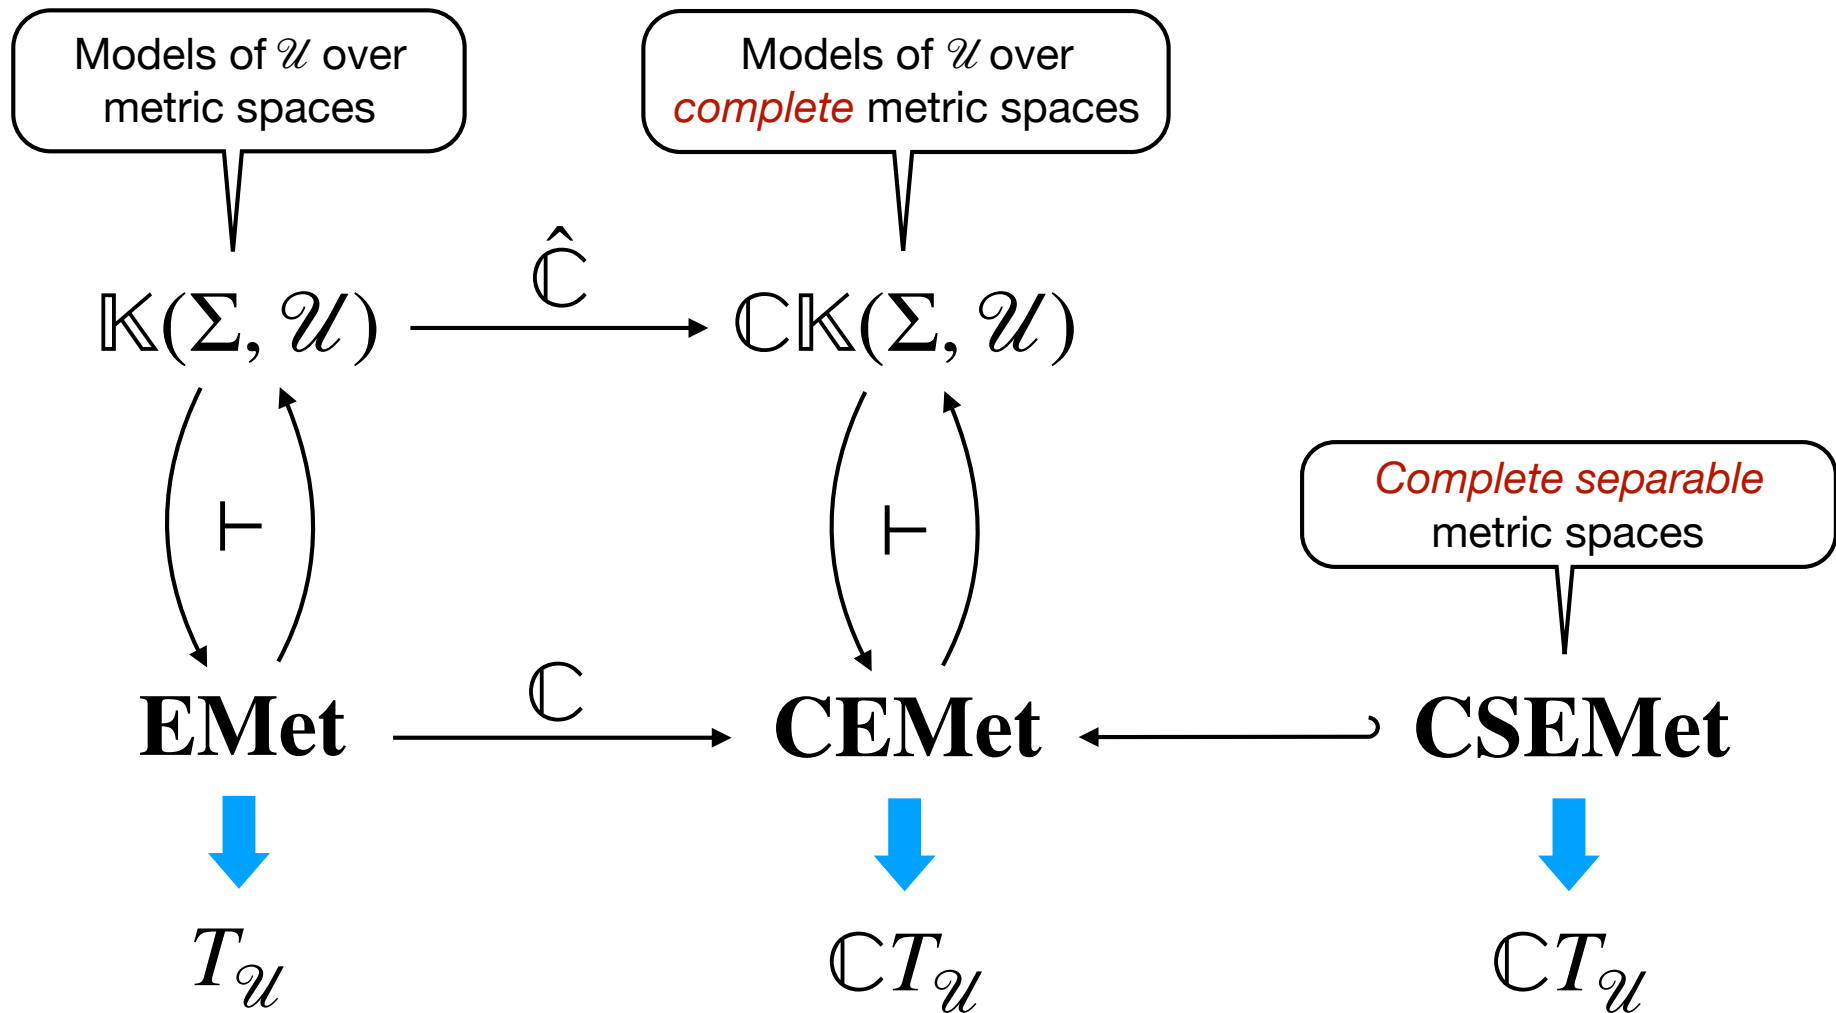 Models of 𝒰 over
metric spaces
Models of 𝒰 over
complete metric spaces
ℂ̂
𝕂(Σ, 𝒰)
ℂ𝕂(Σ, 𝒰)
⊢
⊢
Complete separable
metric spaces
ℂ
EMet
CEMet
CSEMet
T𝒰
ℂT𝒰
ℂT𝒰